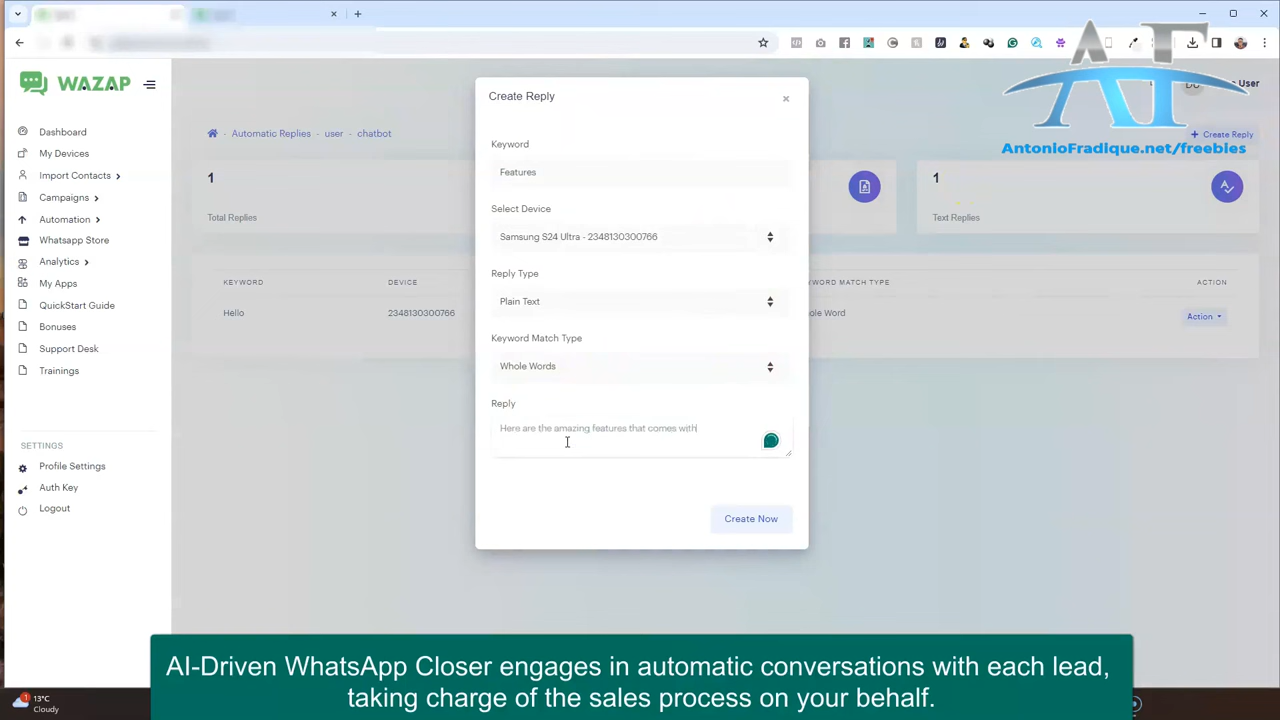 WAZAP
Dashboard
My Devices
Import Contacts
Campaigns
Automation
Whatsapp Store
Analytics
My Apps
QuickStart Guide
Bonuses
Support Desk
Trainings
SETTINGS
Profile Settings
Auth Key
Logout
Automatic Replies - user - chatbot
User
+ Create Reply
AF
AntonioFradique.net/freebies
1
Total Replies
1
Text Replies
KEYWORD
DEVICE
WORD MATCH TYPE
ACTION
Hello
2348130300766
ole Word
Action
Create Reply
×
Keyword
Features
Select Device
Samsung S24 Ultra - 2348130300766
Reply Type
Plain Text
Keyword Match Type
Whole Words
Reply
Here are the amazing features that comes with
Create Now
AI-Driven WhatsApp Closer engages in automatic conversations with each lead,
taking charge of the sales process on your behalf.
1
13°C
Cloudy